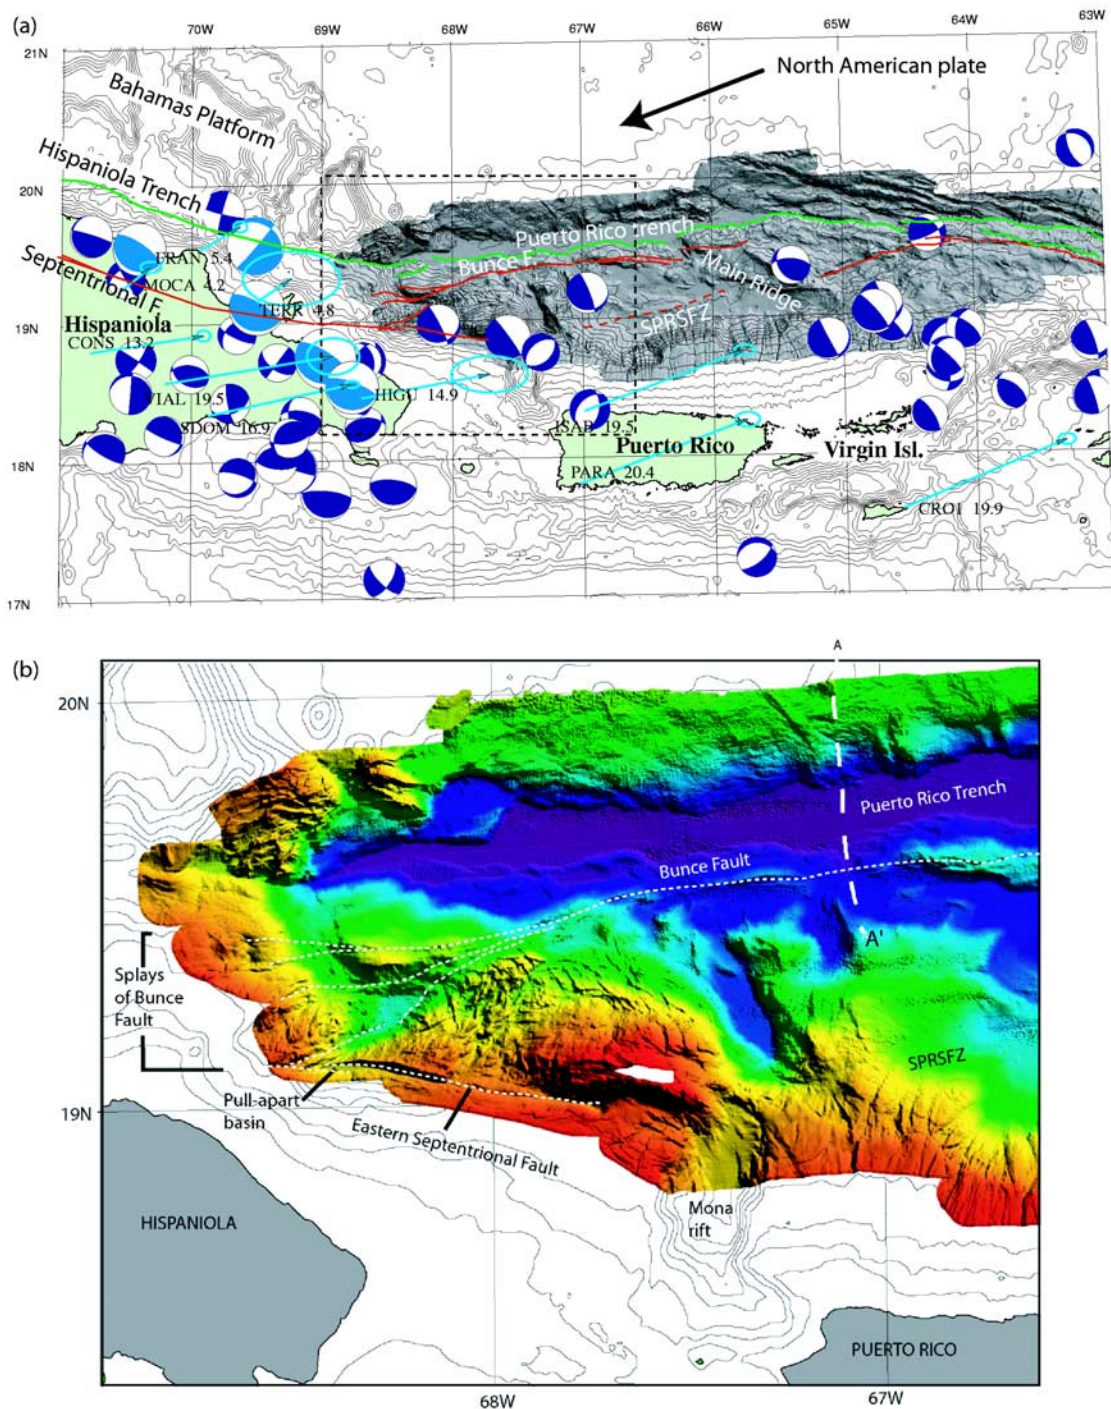 (a)
70W
69W
68W
67W
66W
65W
64W
63W
21N
Bahamas Platform
North American plate
20N
Hispaniola Trench
Puerto Rico Trench
Bunce F.
Main Ridge
FRAN 5.4
MOCA 4.2
Septentrional F.
TERR 4.8
SPRSFZ
19N
Hispaniola
CONS 13.2
VIAL 19.5
HIGU 14.9
SDOM 16.9
ISAB 19.5
Puerto Rico
Virgin Isl.
18N
PARA 20.4
CRO1 19.9
17N
(b)
A
20N
Puerto Rico Trench
Bunce Fault
A'
Splays
of Bunce
Fault
SPRSFZ
19N
Pull-apart
basin
Eastern Septentrional Fault
Mona
rift
HISPANIOLA
PUERTO RICO
68W
67W